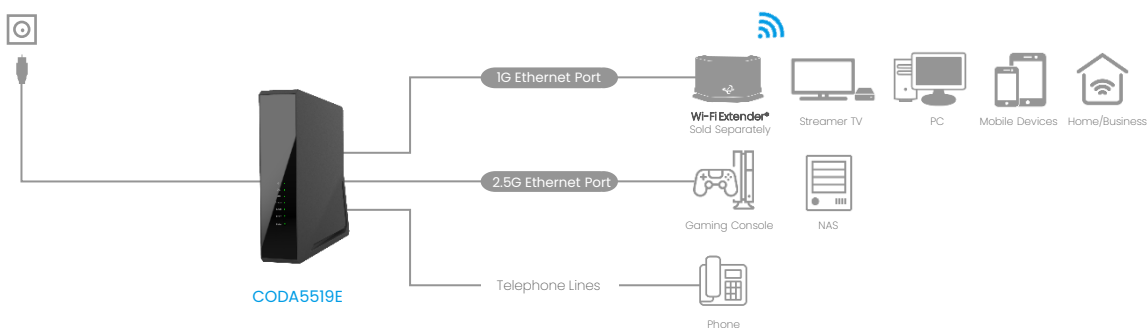 1G Ethernet Port
Wi-Fi Extender*
Sold Separately
Streamer TV
PC
Mobile Devices
Home/Business
2.5G Ethernet Port
Gaming Console
NAS
CODA5519E
Telephone Lines
Phone